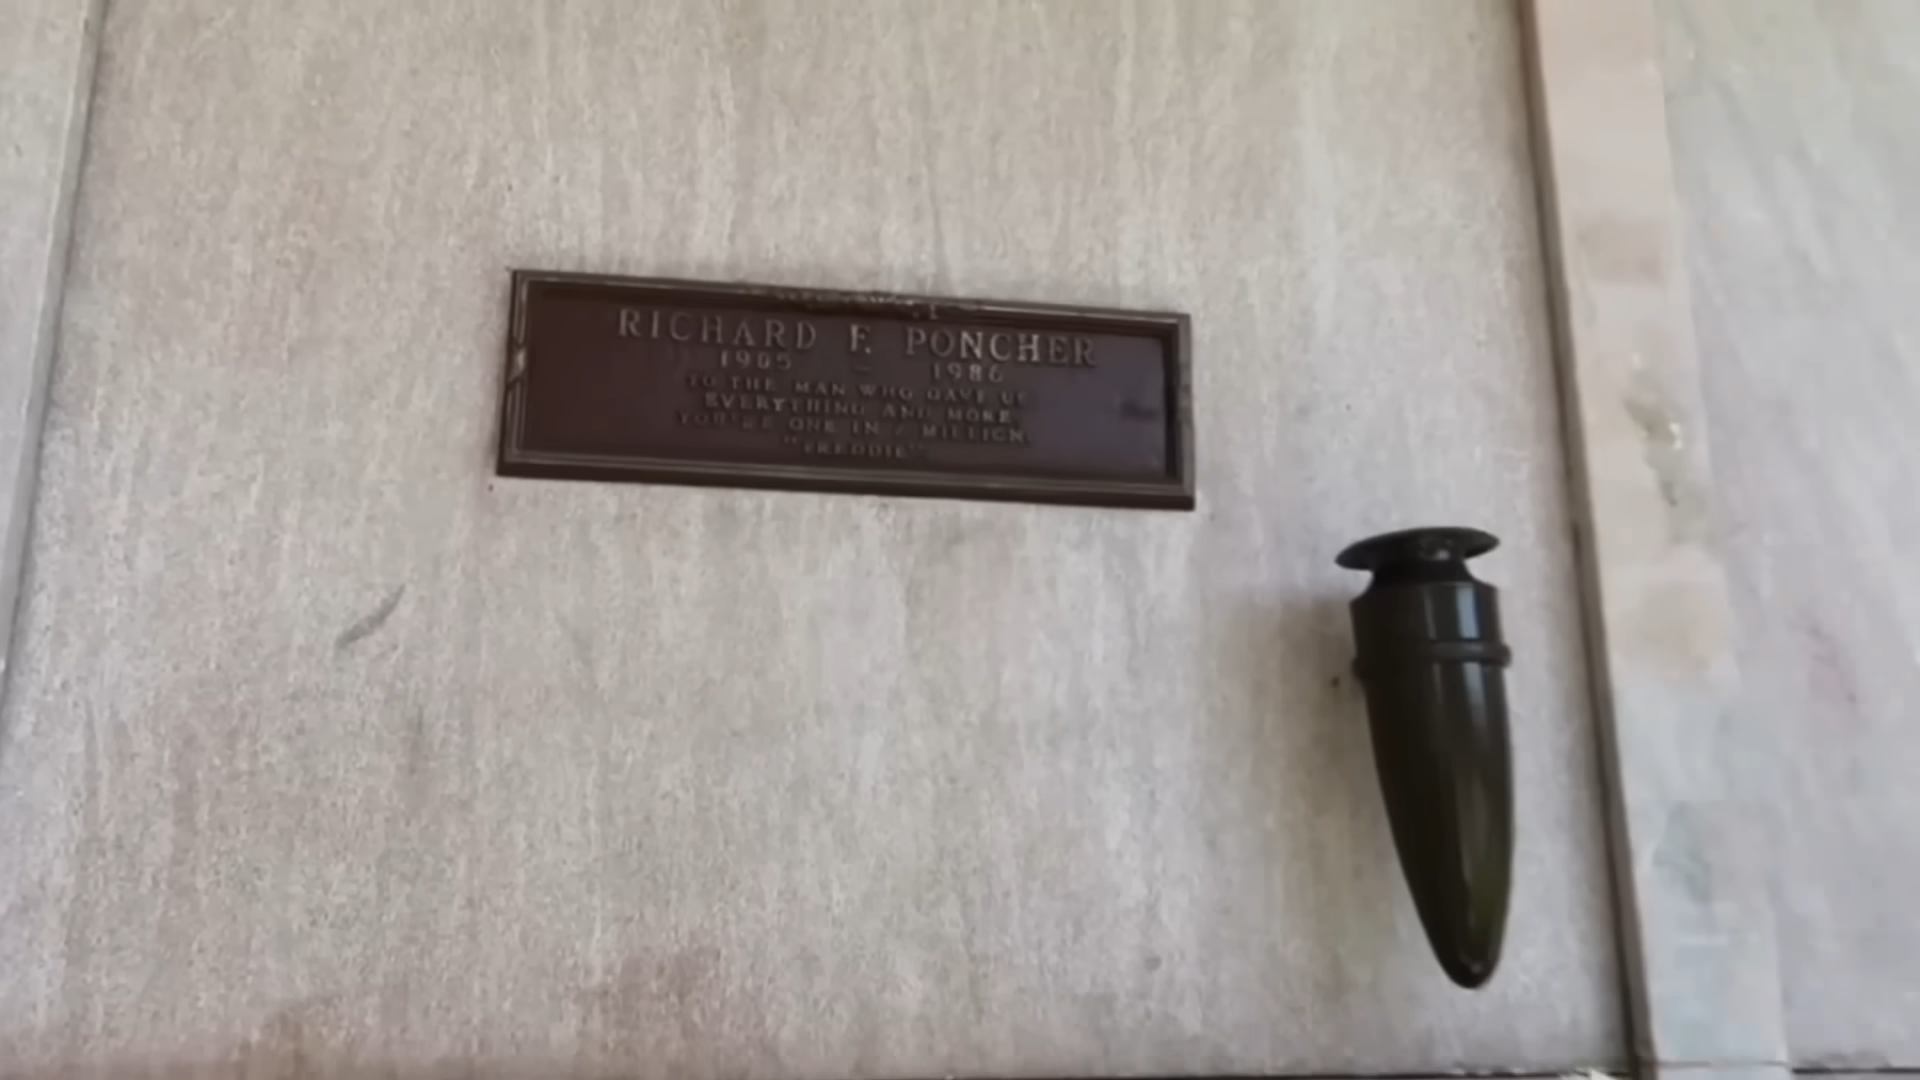 RICHARD F. PONCHER
1905 - 1986
TO THE MAN WHO GAVE US
EVERYTHING AND MORE
YOU'RE ONE IN A MILLION
"FREDDIE"